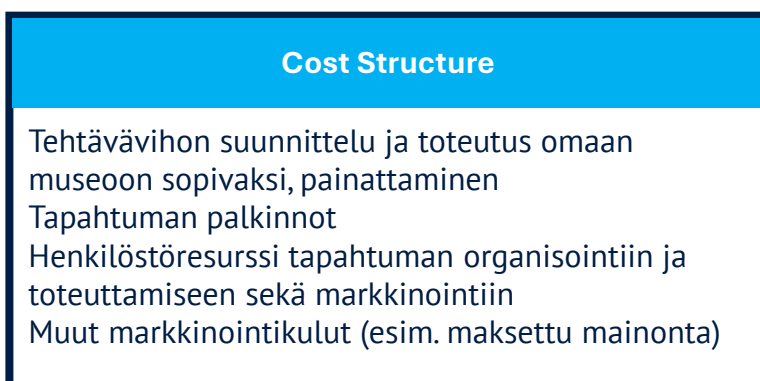 Cost Structure
Tehtävävihon suunnittelu ja toteutus omaan
museoon sopivaksi, painattaminen
Tapahtuman palkinnot
Henkilöstöresurssi tapahtuman organisointiin ja
toteuttamiseen sekä markkinointiin
Muut markkinointikulut (esim. maksettu mainonta)